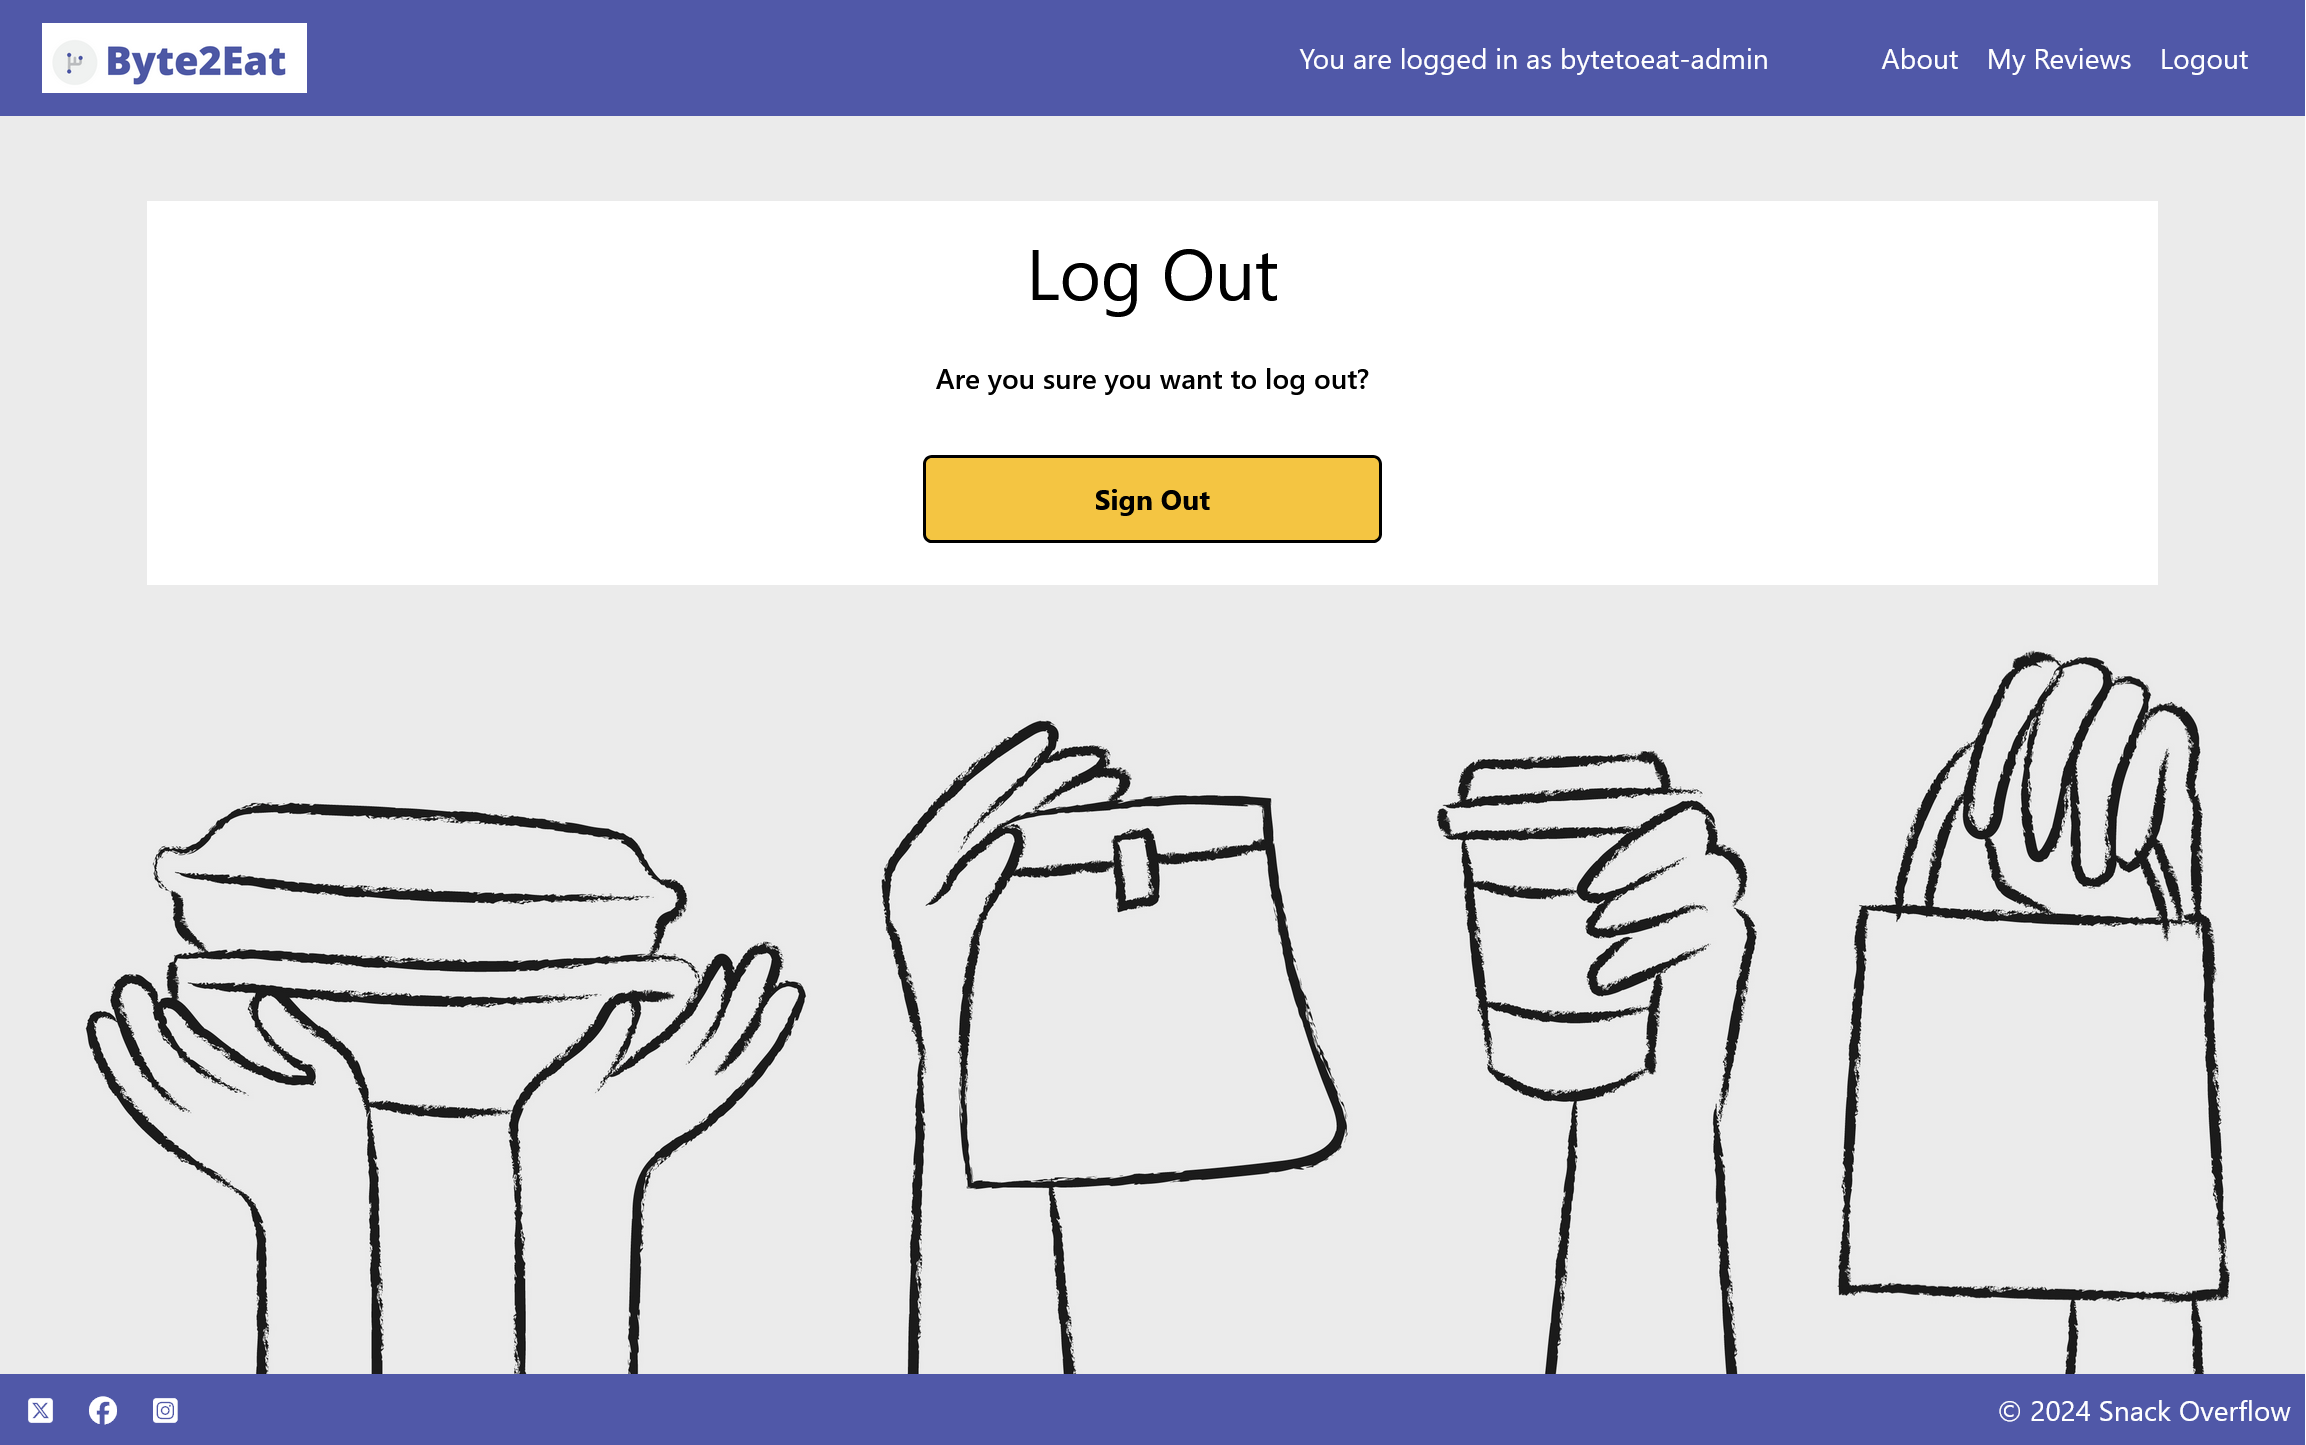 Byte2Eat
You are logged in as bytetoeat-admin
About
My Reviews
Logout
Log Out
Are you sure you want to log out?
Sign Out
© 2024 Snack Overflow